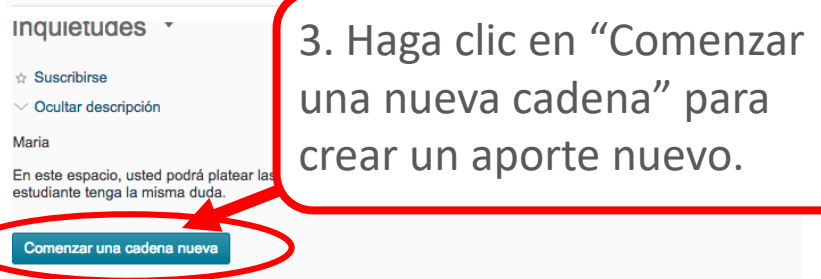 Inquietudes
Suscribirse
Ocultar descripción
Maria
En este espacio, usted podrá platear las
estudiante tenga la misma duda.
Comenzar una cadena nueva
3. Haga clic en “Comenzar
una nueva cadena” para
crear un aporte nuevo.